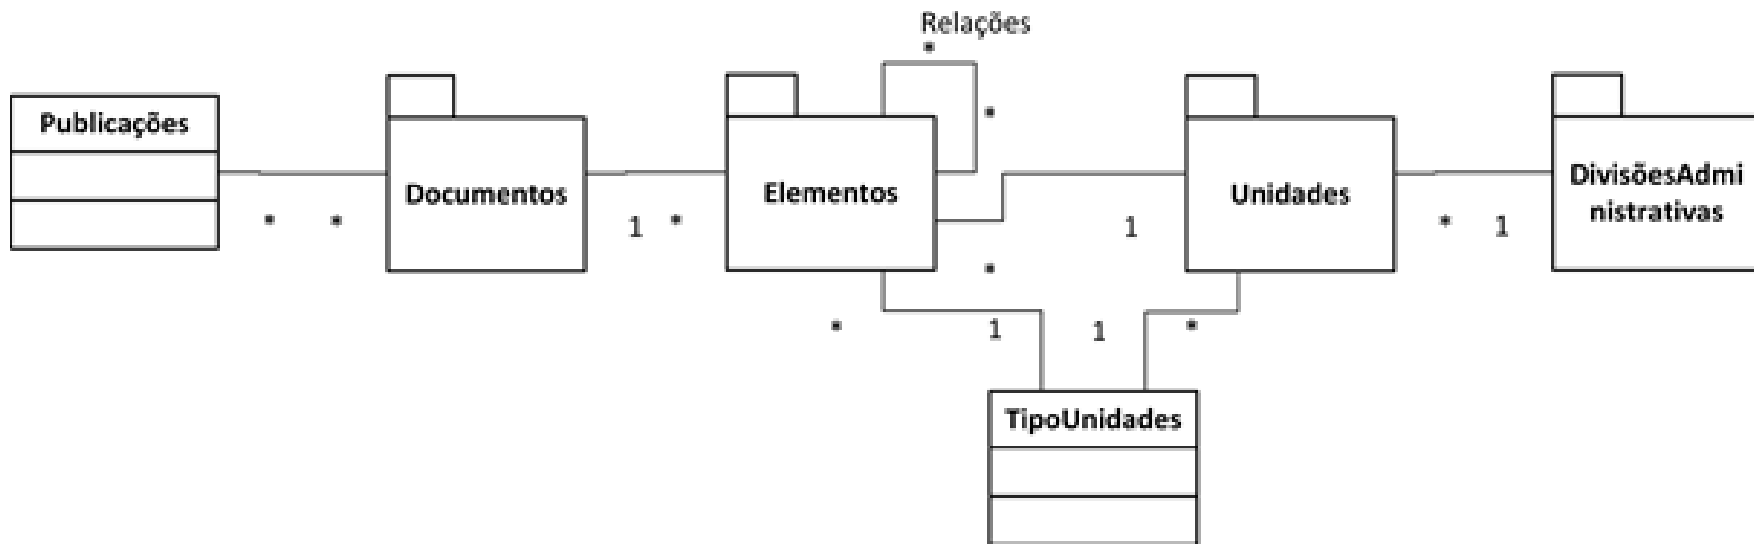 Relações
*
*
Publicações
Documentos
Elementos
Unidades
DivisõesAdmi
nistrativas
* * 1 * 1 * 1
*
* 1 1 *
TipoUnidades